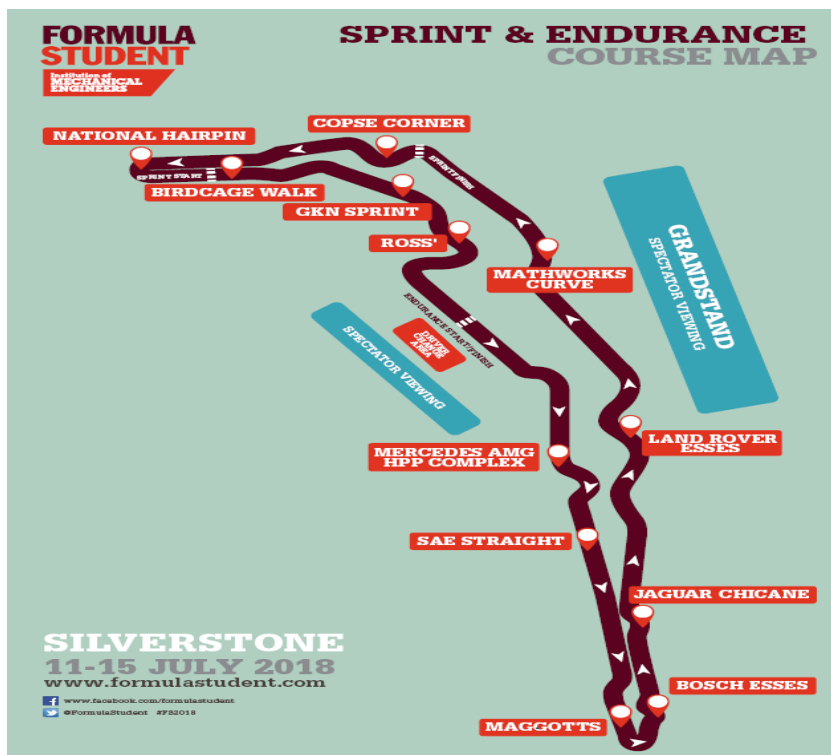 FORMULA
STUDENT
Institution of
MECHANICAL
ENGINEERS
SPRINT & ENDURANCE
COURSE MAP
COPSE CORNER
NATIONAL HAIRPIN
SPRINT FINISH
SPRINT START
BIRDCAGE WALK
GKN SPRINT
ROSS'
MATHWORKS
CURVE
GRANDSTAND
SPECTATOR VIEWING
ENDURANCE START/FINISH
DRIVER
CHANGE
AREA
SPECTATOR VIEWING
LAND ROVER
ESSES
MERCEDES AMG
HPP COMPLEX
SAE STRAIGHT
JAGUAR CHICANE
BOSCH ESSES
MAGGOTTS
SILVERSTONE
11-15 JULY 2018
www.formulastudent.com
f www.facebook.com/formulastudent
@FormulaStudent #FS2018